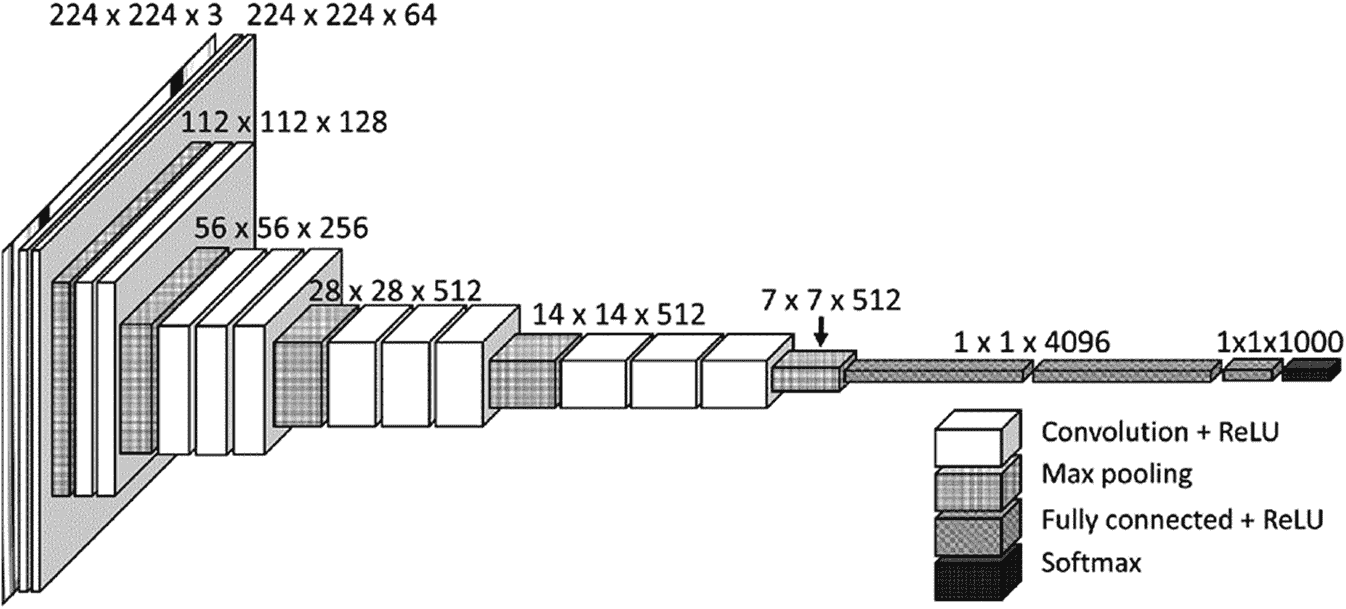 224 x 224 x 3
224 x 224 x 64
112 x 112 x 128
56 x 56 x 256
28 x 28 x 512
14 x 14 x 512
7 x 7 x 512
1 x 1 x 4096
1x1x1000
Convolution + ReLU
Max pooling
Fully connected + ReLU
Softmax